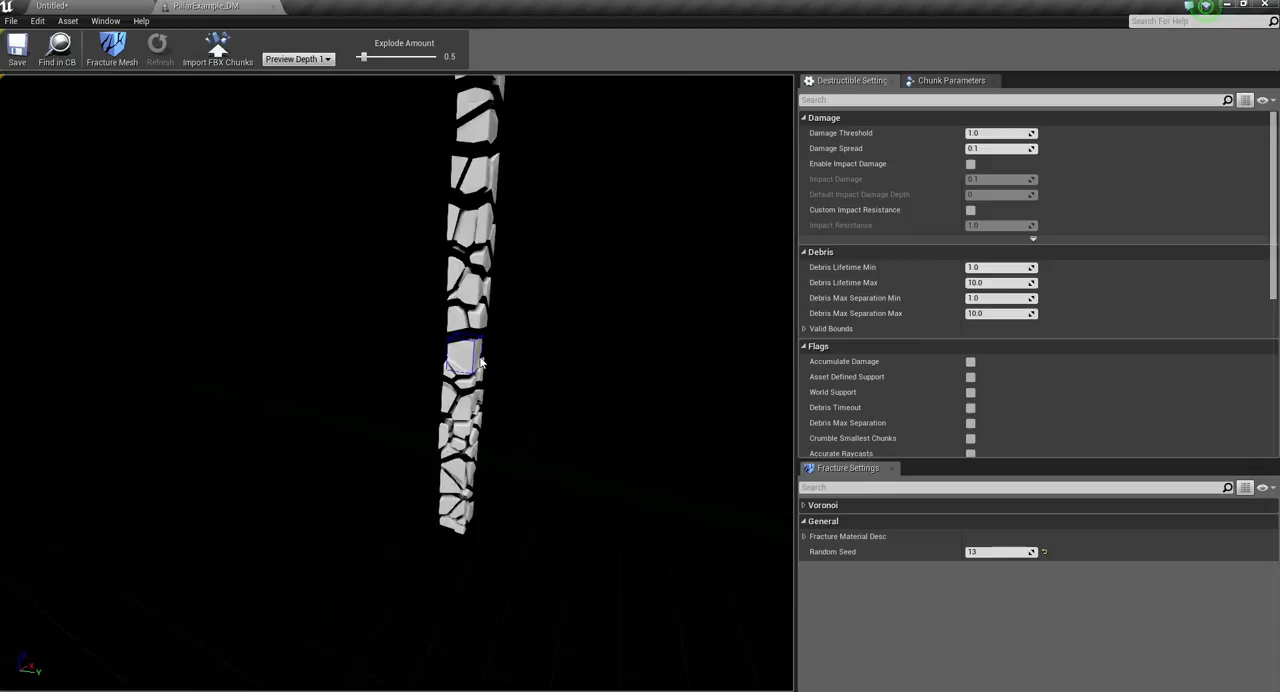 Untitled*
PillarExample_DM
File Edit Asset Window Help
Search For Help
Save
Find in CB
Fracture Mesh
Refresh
Import FBX Chunks
Preview Depth 1
Explode Amount
0.5
Destructible Setting
Chunk Parameters
Search
Damage
Damage Threshold 1.0
Damage Spread 0.1
Enable Impact Damage
Impact Damage 0.1
Default Impact Damage Depth 0
Custom Impact Resistance
Impact Resistance 1.0
Debris
Debris Lifetime Min 1.0
Debris Lifetime Max 10.0
Debris Max Separation Min 1.0
Debris Max Separation Max 10.0
Valid Bounds
Flags
Accumulate Damage
Asset Defined Support
World Support
Debris Timeout
Debris Max Separation
Crumble Smallest Chunks
Accurate Raycasts
Fracture Settings
Search
Voronoi
General
Fracture Material Desc
Random Seed 13
X
Y